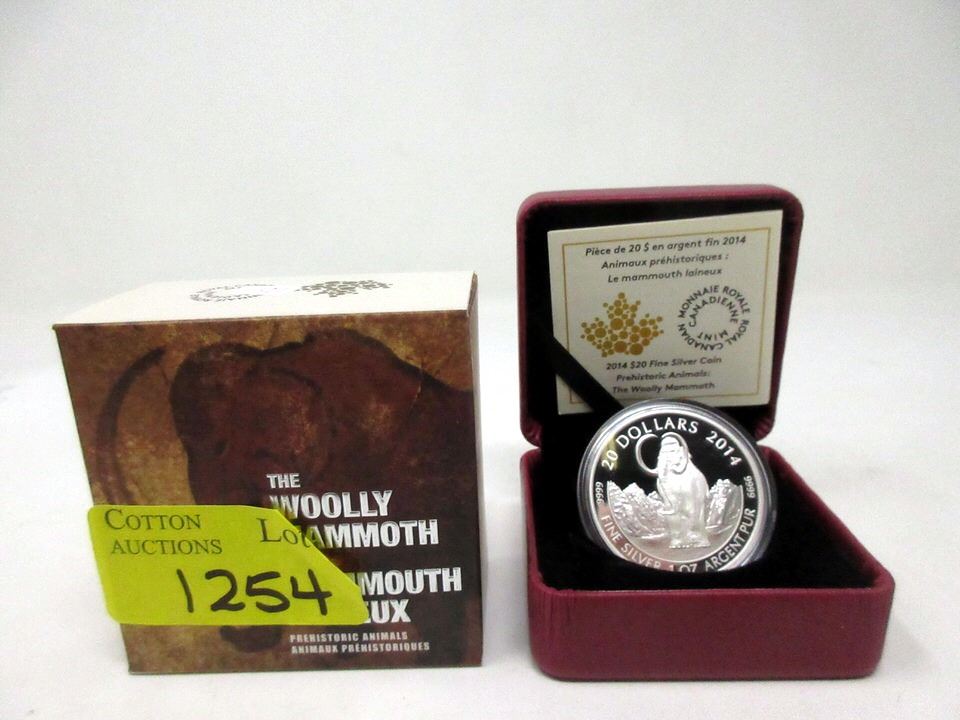 THE
WOOLLY
MAMMOTH
MOUTH
EUX
PREHISTORIC ANIMALS
ANIMAUX PRÉHISTORIQUES
COTTON
AUCTIONS
Lot
1254
Pièce de 20 $ en argent fin 2014
Animaux préhistoriques :
Le mammouth laineux
MONNAIE ROYALE CANADIENNE
ROYAL CANADIAN MINT
2014 $20 Fine Silver Coin
Prehistoric Animals:
The Woolly Mammoth
20 DOLLARS 2014
9999
9999
FINE SILVER 1 OZ ARGENT PUR